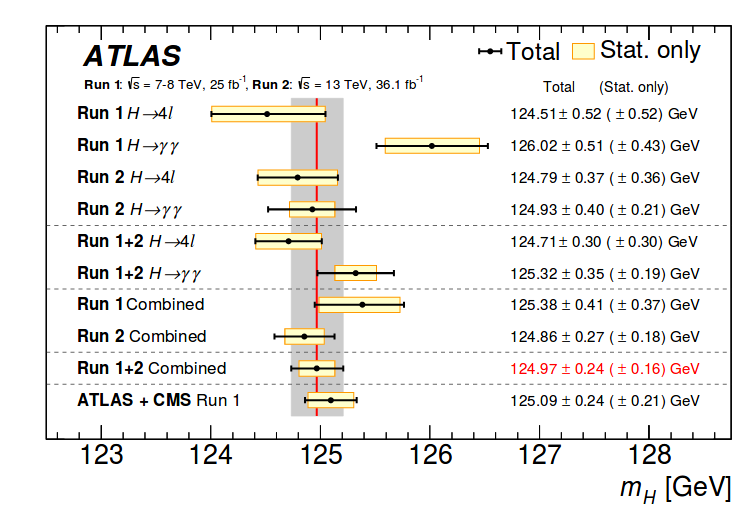 ATLAS Total Stat. only
Run 1: √s = 7-8 TeV, 25 fb⁻¹, Run 2: √s = 13 TeV, 36.1 fb⁻¹ Total (Stat. only)
Run 1 H→4l 124.51 ± 0.52 ( ± 0.52) GeV
Run 1 H→γγ 126.02 ± 0.51 ( ± 0.43) GeV
Run 2 H→4l 124.79 ± 0.37 ( ± 0.36) GeV
Run 2 H→γγ 124.93 ± 0.40 ( ± 0.21) GeV
Run 1+2 H→4l 124.71 ± 0.30 ( ± 0.30) GeV
Run 1+2 H→γγ 125.32 ± 0.35 ( ± 0.19) GeV
Run 1 Combined 125.38 ± 0.41 ( ± 0.37) GeV
Run 2 Combined 124.86 ± 0.27 ( ± 0.18) GeV
Run 1+2 Combined 124.97 ± 0.24 ( ± 0.16) GeV
ATLAS + CMS Run 1 125.09 ± 0.24 ( ± 0.21) GeV
123 124 125 126 127 128
m_H [GeV]